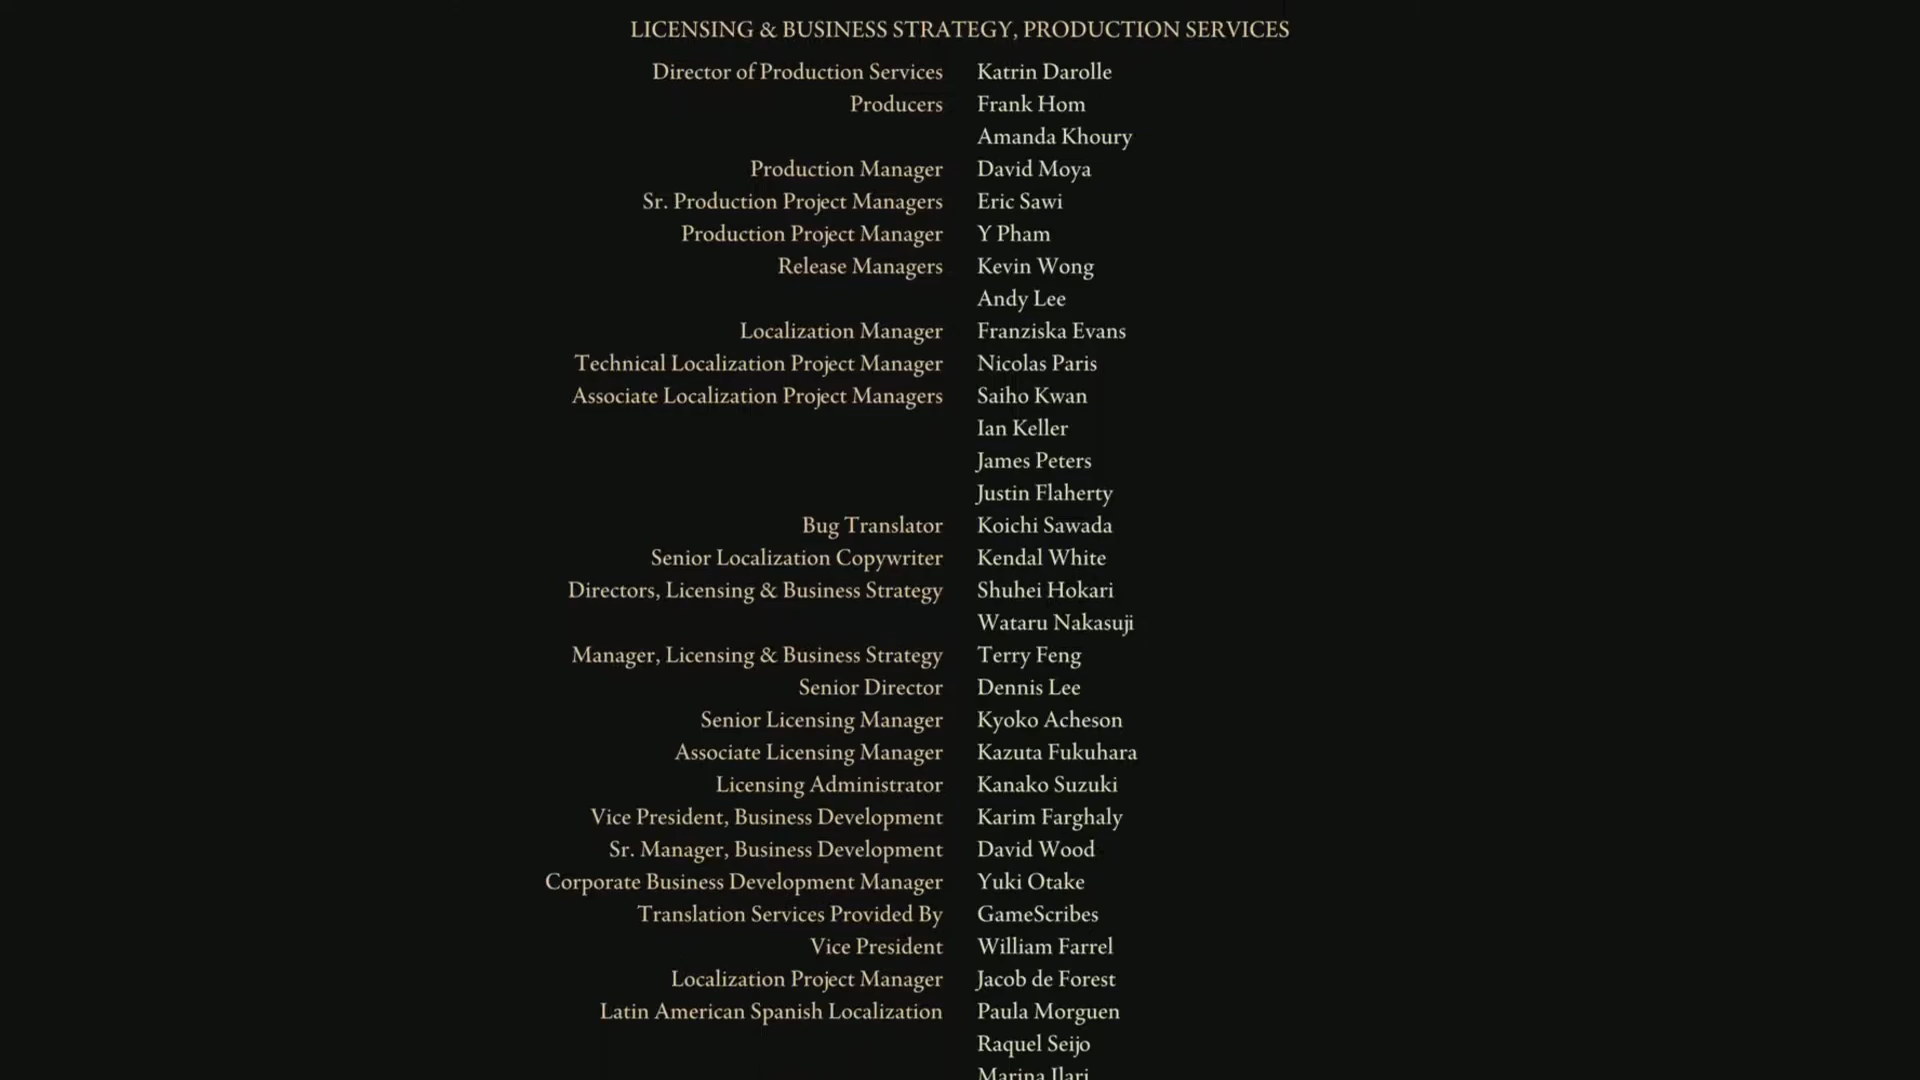 LICENSING & BUSINESS STRATEGY, PRODUCTION SERVICES
Director of Production Services Katrin Darolle
Producers Frank Hom
Amanda Khoury
Production Manager David Moya
Sr. Production Project Managers Eric Sawi
Production Project Manager Y Pham
Release Managers Kevin Wong
Andy Lee
Localization Manager Franziska Evans
Technical Localization Project Manager Nicolas Paris
Associate Localization Project Managers Saiho Kwan
Ian Keller
James Peters
Justin Flaherty
Bug Translator Koichi Sawada
Senior Localization Copywriter Kendal White
Directors, Licensing & Business Strategy Shuhei Hokari
Wataru Nakasuji
Manager, Licensing & Business Strategy Terry Feng
Senior Director Dennis Lee
Senior Licensing Manager Kyoko Acheson
Associate Licensing Manager Kazuta Fukuhara
Licensing Administrator Kanako Suzuki
Vice President, Business Development Karim Farghaly
Sr. Manager, Business Development David Wood
Corporate Business Development Manager Yuki Otake
Translation Services Provided By GameScribes
Vice President William Farrel
Localization Project Manager Jacob de Forest
Latin American Spanish Localization Paula Morguen
Raquel Seijo
Marina Ilari